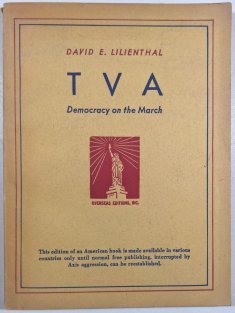 DAVID E. LILIENTHAL
TVA
Democracy on the March
OVERSEAS EDITIONS, INC.
This edition of an American book is made available in various
countries only until normal free publishing, interrupted by
Axis aggression, can be reestablished.